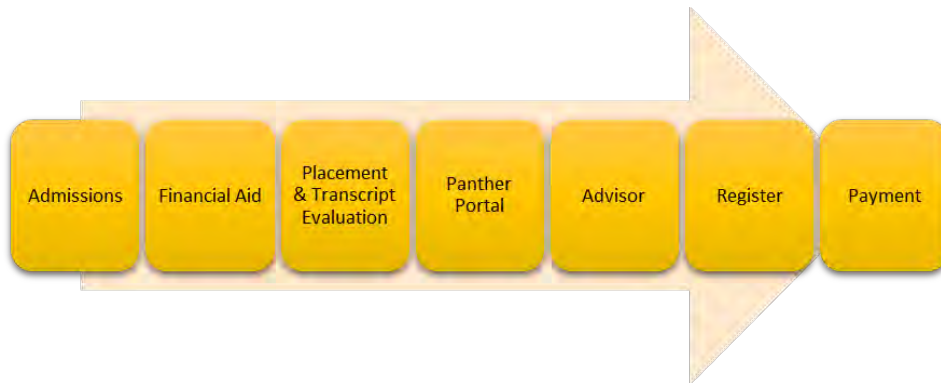 Admissions
Financial Aid
Placement
& Transcript
Evaluation
Panther
Portal
Advisor
Register
Payment